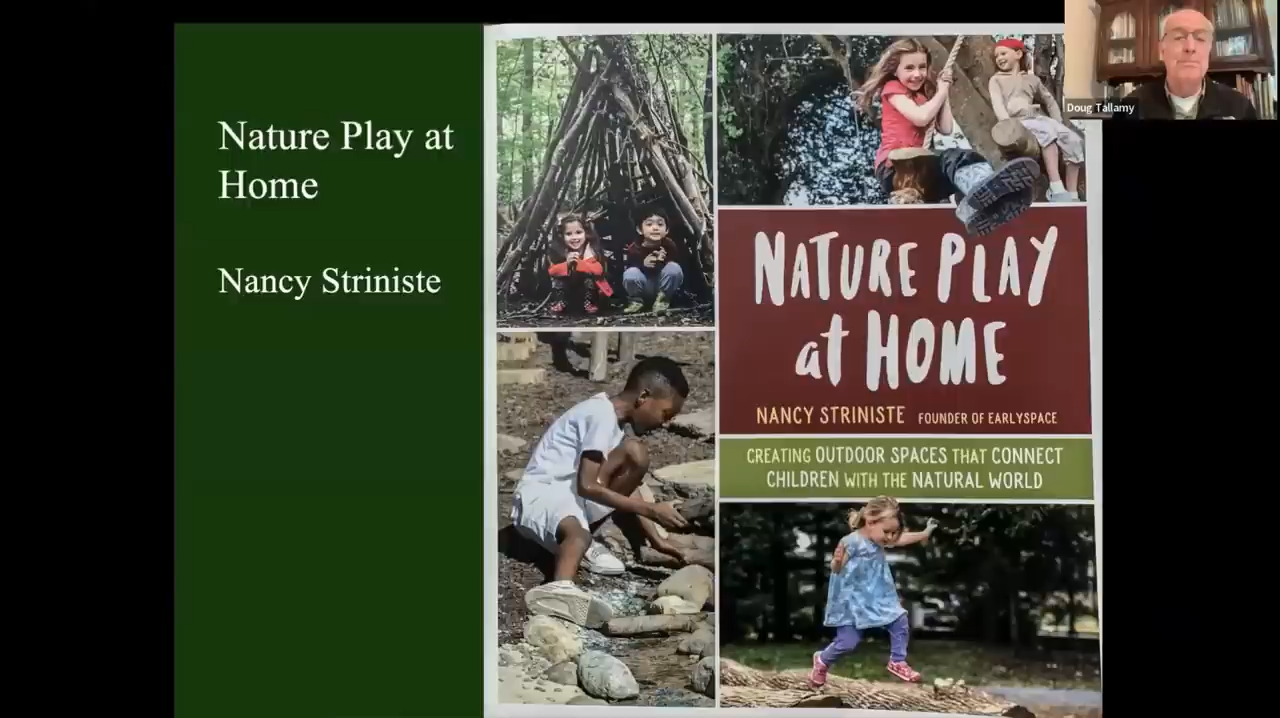 Nature Play at
Home
Nancy Striniste
NATURE PLAY
at HOME
NANCY STRINISTE FOUNDER OF EARLYSPACE
CREATING OUTDOOR SPACES THAT CONNECT
CHILDREN WITH THE NATURAL WORLD
Doug Tallamy